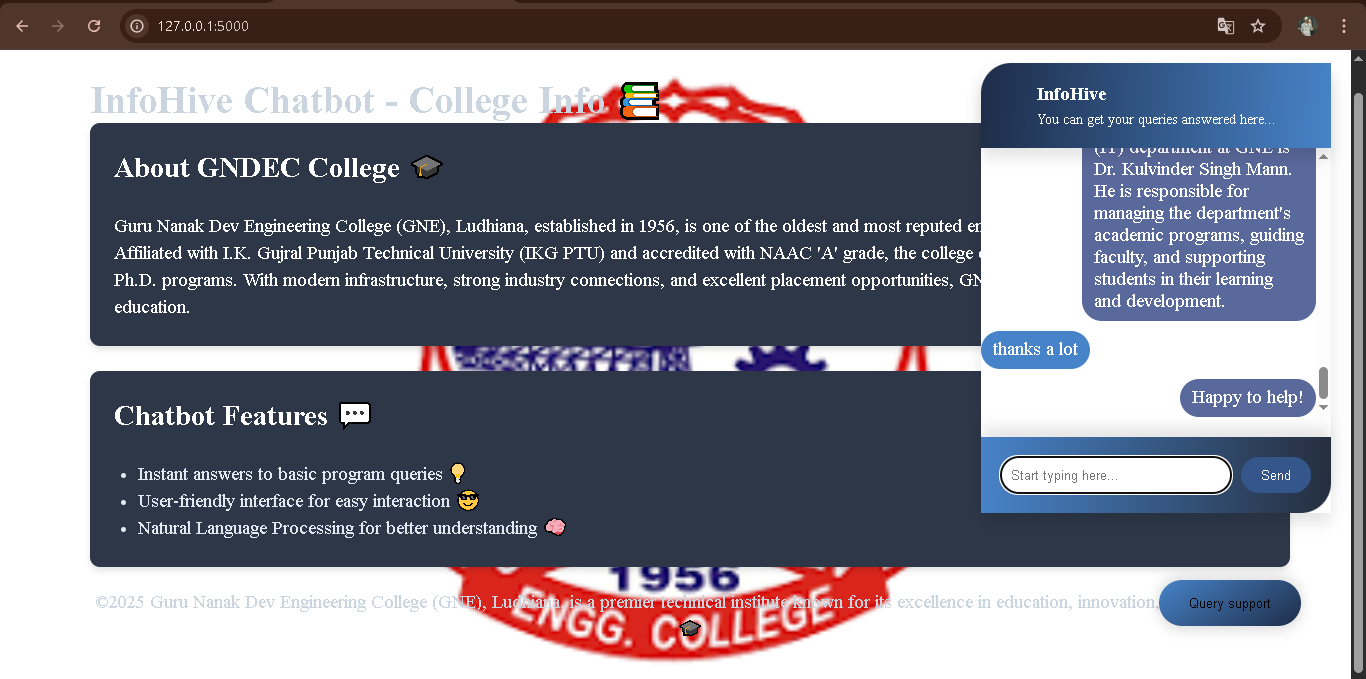 127.0.0.1:5000
InfoHive Chatbot - College Info 📚
About GNDEC College 🎓
Guru Nanak Dev Engineering College (GNE), Ludhiana, established in 1956, is one of the oldest and most reputed en
Affiliated with I.K. Gujral Punjab Technical University (IKG PTU) and accredited with NAAC 'A' grade, the college
Ph.D. programs. With modern infrastructure, strong industry connections, and excellent placement opportunities, GN
education.
Chatbot Features 💬
• Instant answers to basic program queries 💡
• User-friendly interface for easy interaction 😎
• Natural Language Processing for better understanding 🧠
1956
ENGG. COLLEGE
©2025 Guru Nanak Dev Engineering College (GNE), Ludhiana, is a premier technical institute known for its excellence in education, innovation,
🎓
InfoHive
You can get your queries answered here...
(IT) department at GNE is
Dr. Kulvinder Singh Mann.
He is responsible for
managing the department's
academic programs, guiding
faculty, and supporting
students in their learning
and development.
thanks a lot
Happy to help!
Start typing here...
Send
Query support